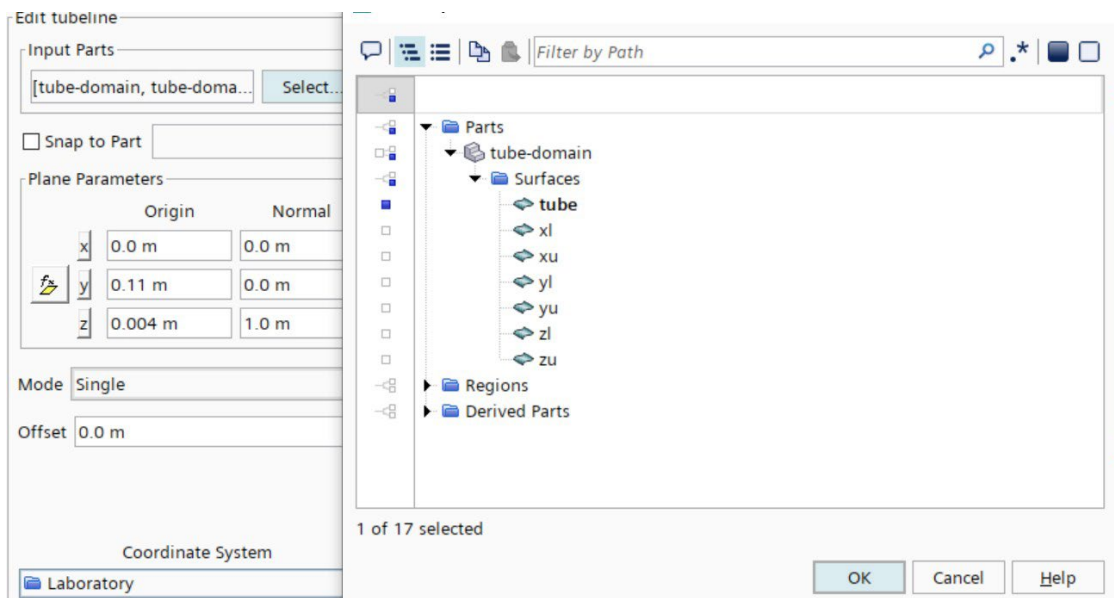 Edit tubeline
Input Parts
[tube-domain, tube-doma...
Select...
Snap to Part
Plane Parameters
Origin Normal
x 0.0 m 0.0 m
y 0.11 m 0.0 m
z 0.004 m 1.0 m
Mode Single
Offset 0.0 m
Coordinate System
Laboratory
Filter by Path
.*
Parts
tube-domain
Surfaces
tube
xl
xu
yl
yu
zl
zu
Regions
Derived Parts
1 of 17 selected
OK Cancel Help